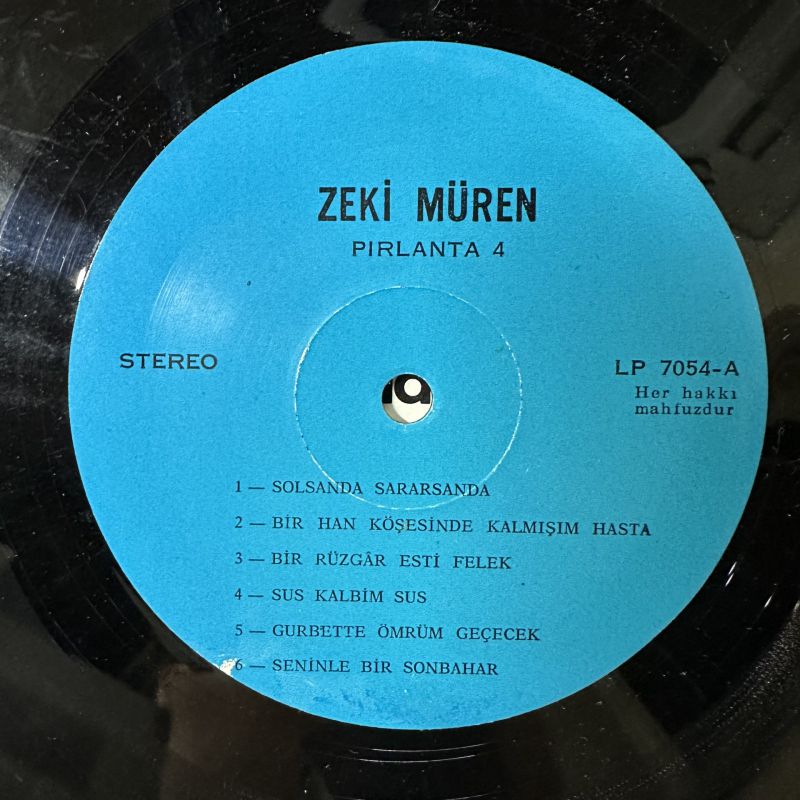 ZEKİ MÜREN
PIRLANTA 4
STEREO
LP 7054-A
Her hakkı
mahfuzdur
1 — SOLSANDA SARARSANDA
2 — BİR HAN KÖŞESİNDE KALMIŞIM HASTA
3 — BİR RÜZGÂR ESTİ FELEK
4 — SUS KALBİM SUS
5 — GURBETTE ÖMRÜM GEÇECEK
6 — SENİNLE BİR SONBAHAR